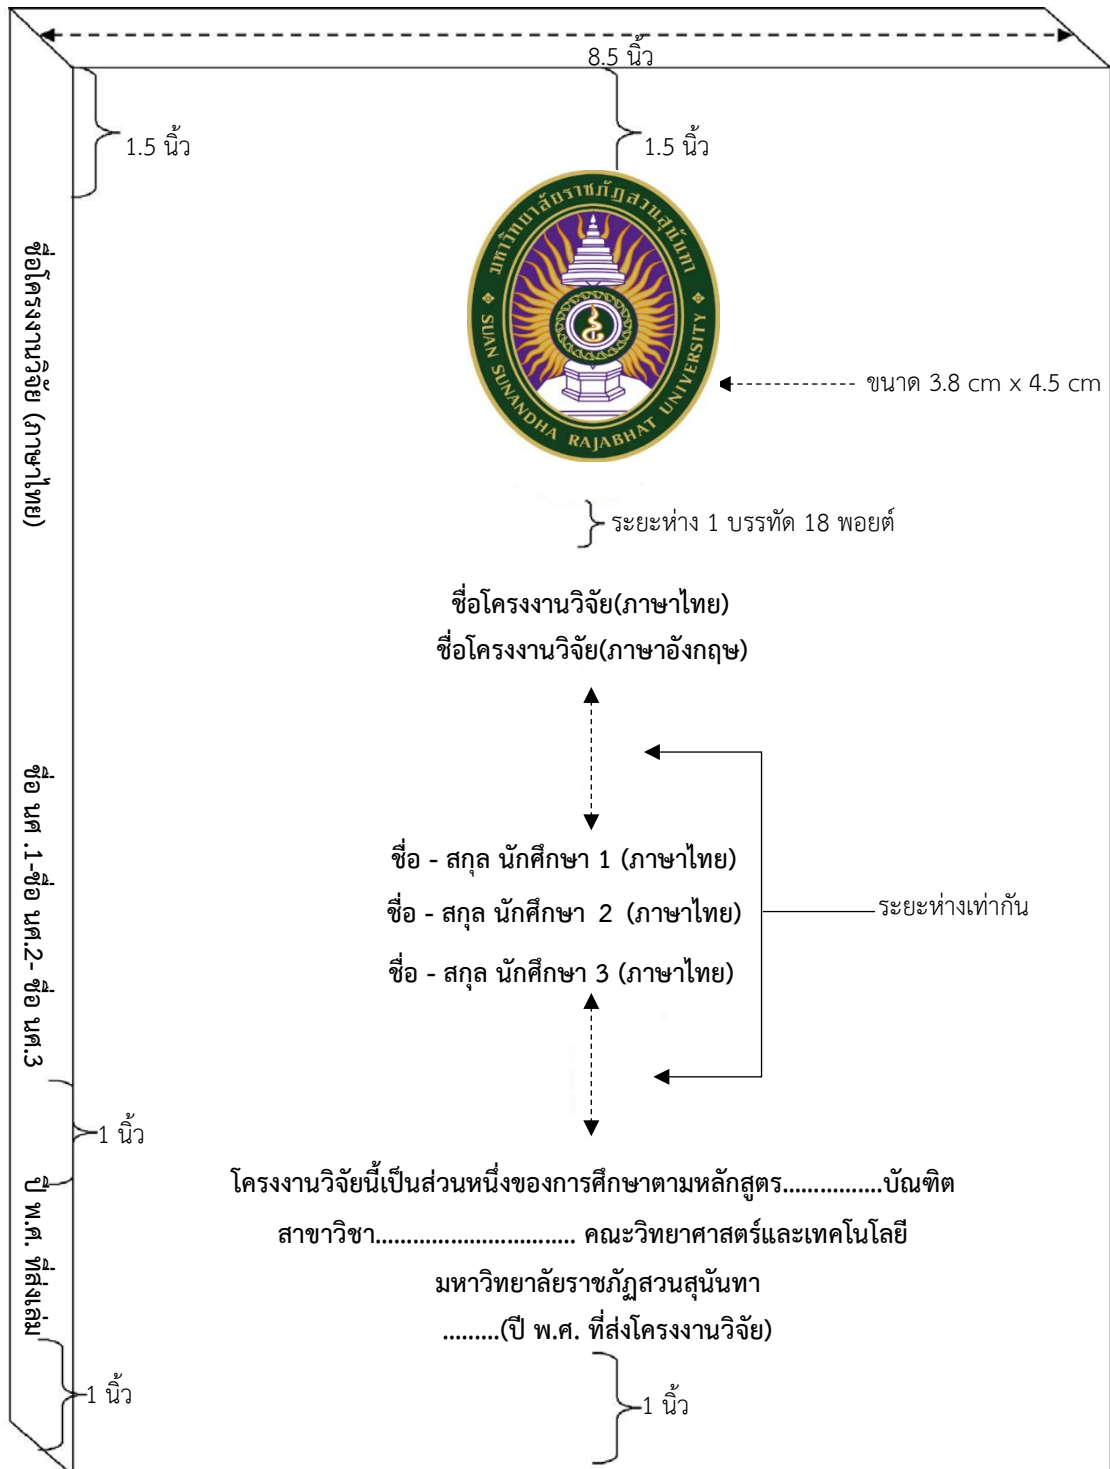 8.5 นิ้ว
1.5 นิ้ว
1.5 นิ้ว
มหาวิทยาลัยราชภัฏสวนสุนันทา
SUAN SUNANDHA RAJABHAT UNIVERSITY
ขนาด 3.8 cm x 4.5 cm
ระยะห่าง 1 บรรทัด 18 พอยต์
ชื่อโครงงานวิจัย(ภาษาไทย)
ชื่อโครงงานวิจัย(ภาษาอังกฤษ)
ชื่อ - สกุล นักศึกษา 1 (ภาษาไทย)
ชื่อ - สกุล นักศึกษา 2 (ภาษาไทย)
ชื่อ - สกุล นักศึกษา 3 (ภาษาไทย)
ระยะห่างเท่ากัน
โครงงานวิจัยนี้เป็นส่วนหนึ่งของการศึกษาตามหลักสูตร................บัณฑิต
สาขาวิชา................................. คณะวิทยาศาสตร์และเทคโนโลยี
มหาวิทยาลัยราชภัฏสวนสุนันทา
.........(ปี พ.ศ. ที่ส่งโครงงานวิจัย)
1 นิ้ว
ชื่อโครงงานวิจัย (ภาษาไทย)
ชื่อ นศ .1-ชื่อ นศ.2- ชื่อ นศ.3
1 นิ้ว
ปี พ.ศ. ที่ส่งเล่ม
1 นิ้ว